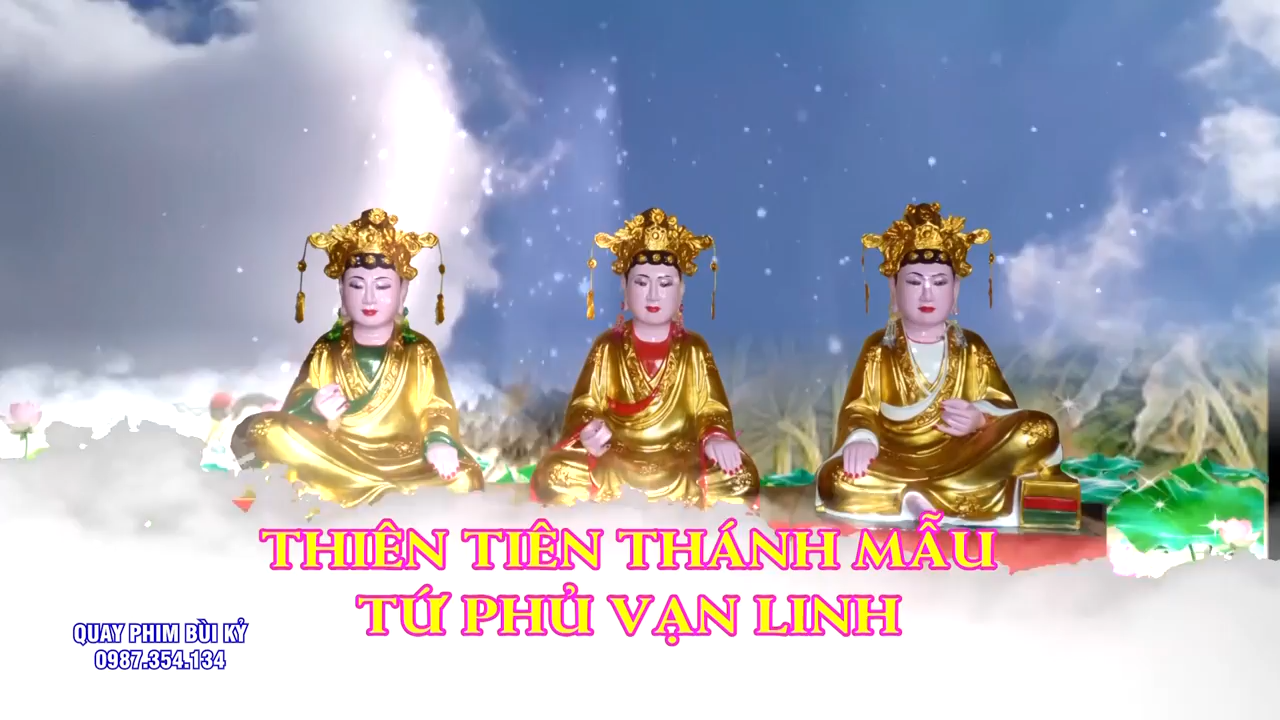 THIÊN TIÊN THÁNH MẪU
TỨ PHỦ VẠN LINH
QUAY PHIM BÙI KỶ
0987.354.134